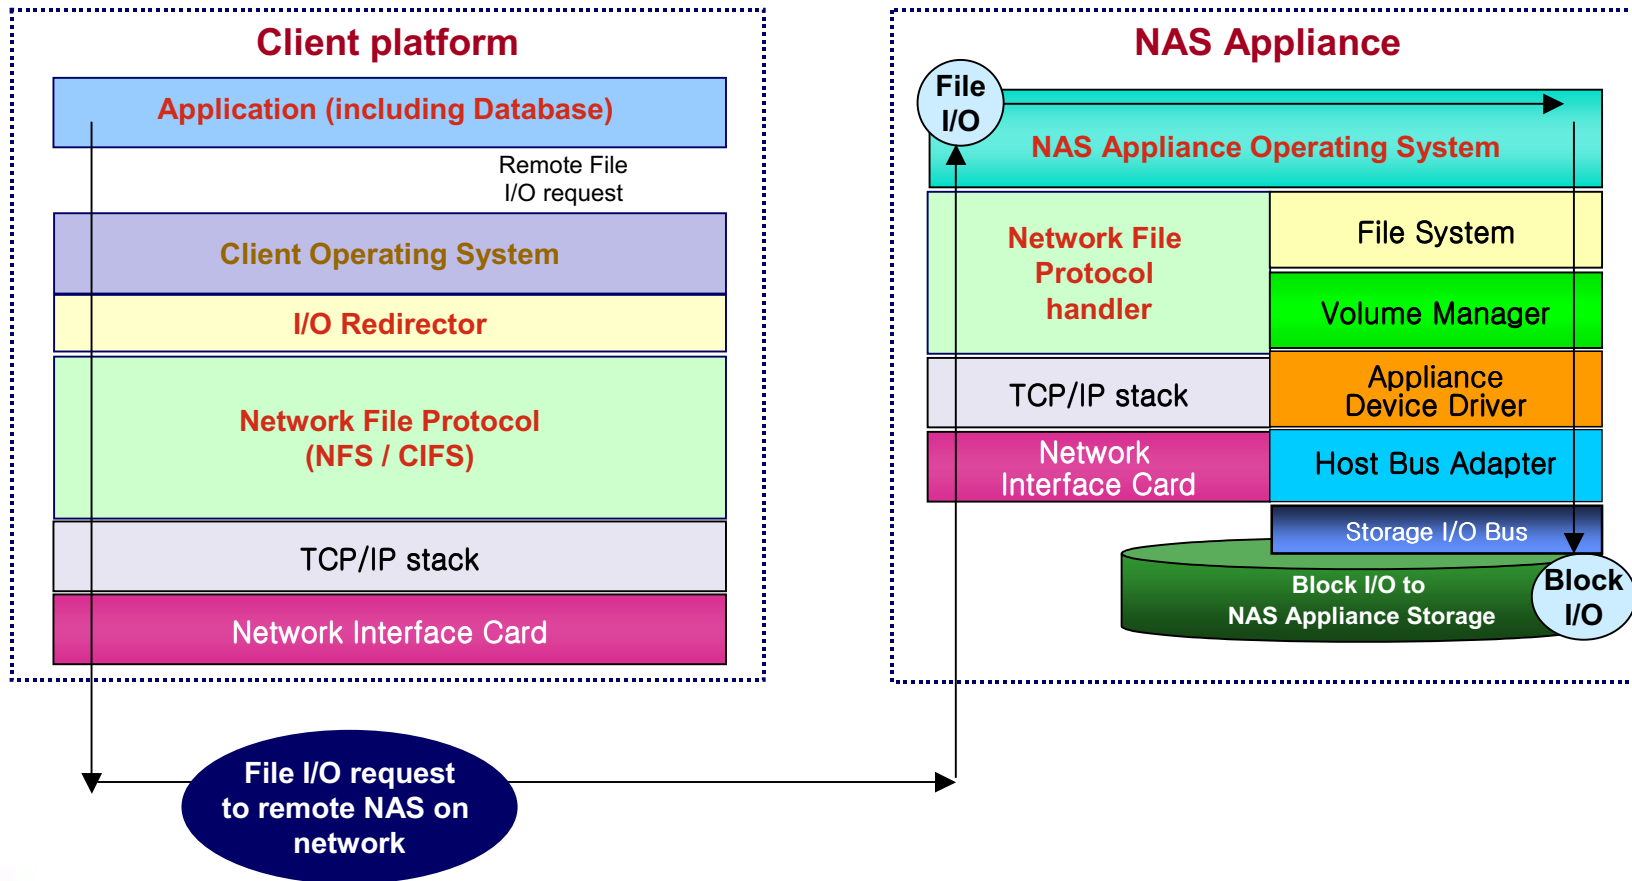 Client platform
Application (including Database)
Remote File
I/O request
Client Operating System
I/O Redirector
Network File Protocol
(NFS / CIFS)
TCP/IP stack
Network Interface Card
File I/O request
to remote NAS on
network
NAS Appliance
File
I/O
NAS Appliance Operating System
Network File
Protocol
handler
TCP/IP stack
Network
Interface Card
File System
Volume Manager
Appliance
Device Driver
Host Bus Adapter
Storage I/O Bus
Block I/O to
NAS Appliance Storage
Block
I/O